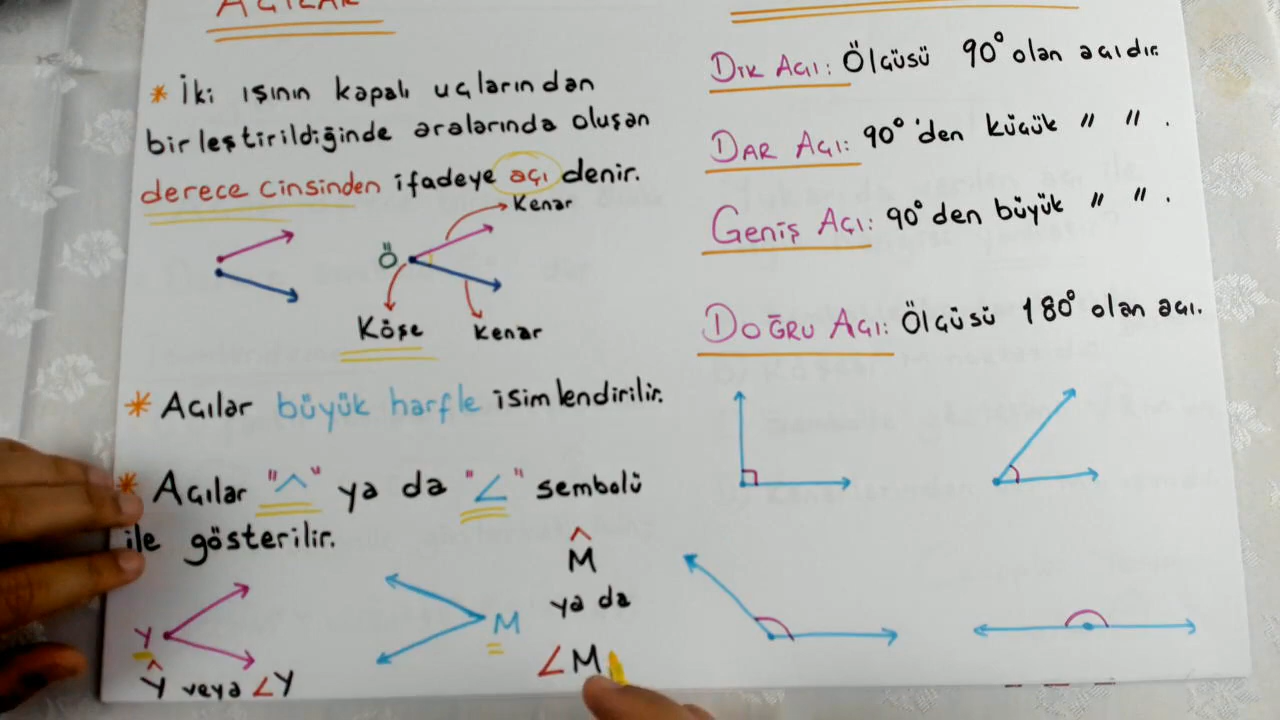 AÇILAR
* İki ışının kapalı uçlarından
birleştirildiğinde aralarında oluşan
derece cinsinden ifadeye açı denir.
Kenar
Ö
Köşe
Kenar
* Açılar büyük harfle isimlendirilir.
* Açılar "^" ya da "∠" sembolü
ile gösterilir.
Y
Ŷ veya ∠Y
M
M̂
ya da
∠M
Dik Açı: Ölçüsü 90° olan açıdır.
Dar Açı: 90°'den küçük " " .
Geniş Açı: 90°den büyük " " .
Doğru Açı: Ölçüsü 180° olan açı.